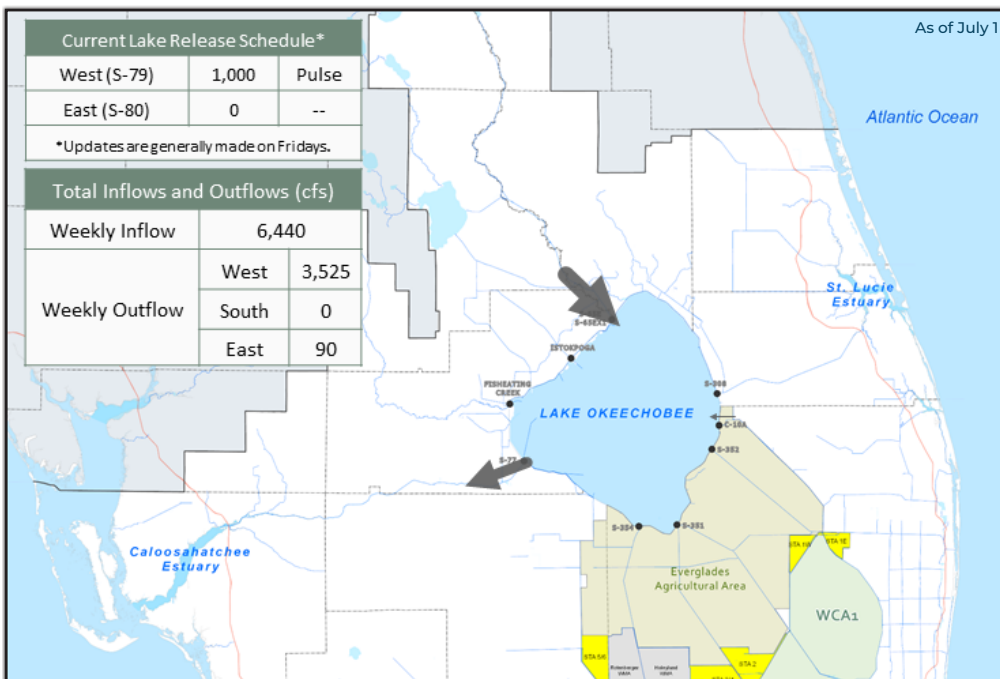 As of July 1
Current Lake Release Schedule*
West (S-79) 1,000 Pulse
East (S-80) 0 --
*Updates are generally made on Fridays.
Total Inflows and Outflows (cfs)
Weekly Inflow 6,440
Weekly Outflow
West 3,525
South 0
East 90
Atlantic Ocean
St. Lucie
Estuary
S-65EX1
ISTOKPOGA
FISHEATING
CREEK
S-308
LAKE OKEECHOBEE
C-10A
S-352
S-77
S-354
S-351
Caloosahatchee
Estuary
STA 1W
STA 1E
Everglades
Agricultural Area
WCA1
STA 5/6
STA 2